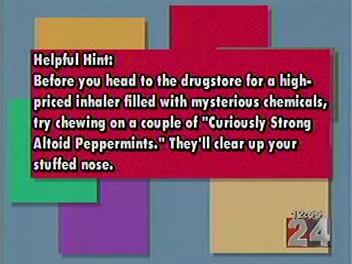 Helpful Hint:
Before you head to the drugstore for a high-
priced inhaler filled with mysterious chemicals,
try chewing on a couple of "Curiously Strong
Altoid Peppermints." They'll clear up your
stuffed nose.
24